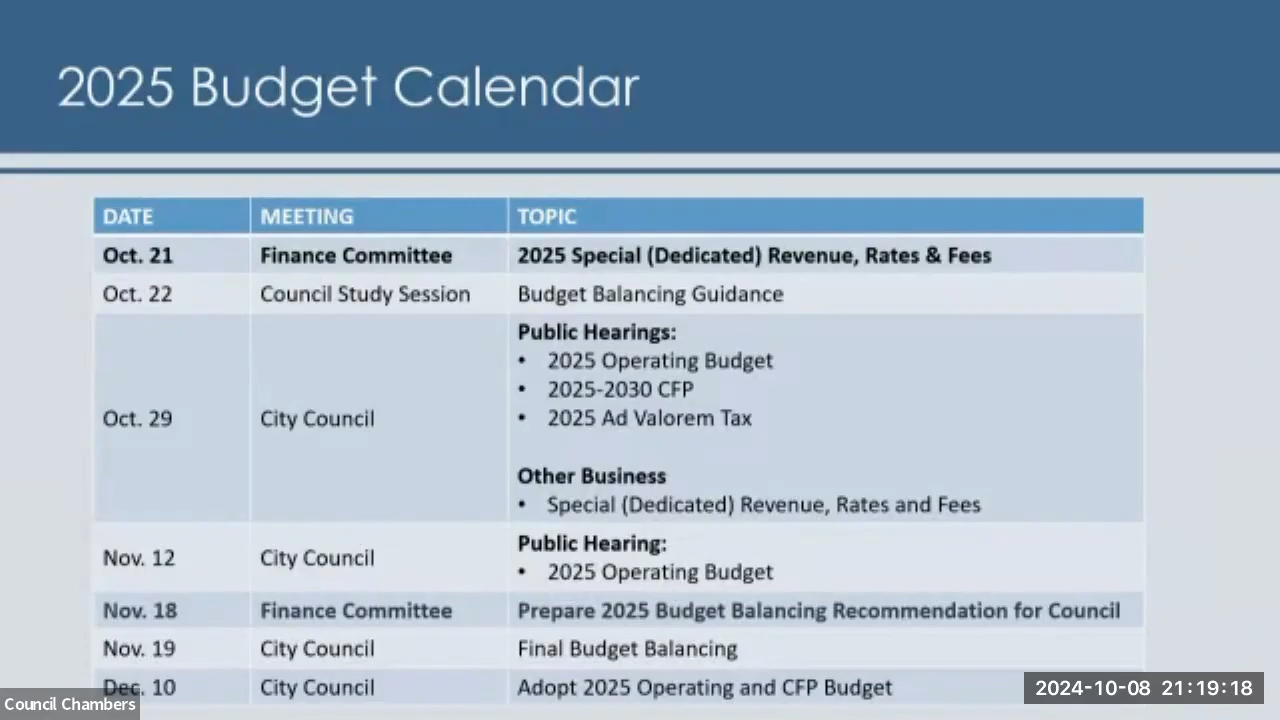 2025 Budget Calendar
DATE MEETING TOPIC
Oct. 21 Finance Committee 2025 Special (Dedicated) Revenue, Rates & Fees
Oct. 22 Council Study Session Budget Balancing Guidance
Oct. 29 City Council Public Hearings:
• 2025 Operating Budget
• 2025-2030 CFP
• 2025 Ad Valorem Tax
Other Business
• Special (Dedicated) Revenue, Rates and Fees
Nov. 12 City Council Public Hearing:
• 2025 Operating Budget
Nov. 18 Finance Committee Prepare 2025 Budget Balancing Recommendation for Council
Nov. 19 City Council Final Budget Balancing
Dec. 10 City Council Adopt 2025 Operating and CFP Budget
Council Chambers
2024-10-08 21:19:18